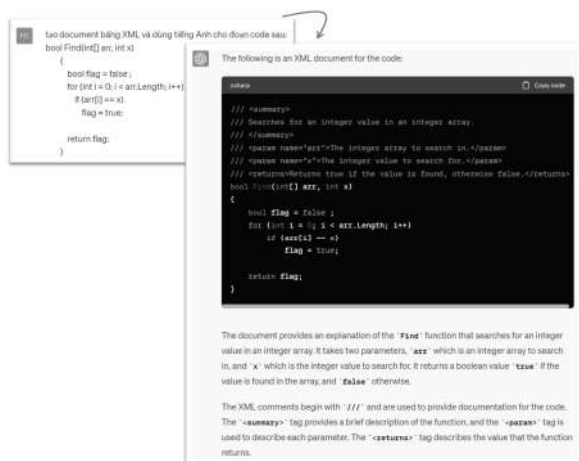 tạo document bằng XML và dùng tiếng Anh cho đoạn code sau:
bool Find(int[] arr, int x)
{
bool flag = false ;
for (int i = 0; i < arr.Length; i++)
if (arr[i] == x)
flag = true;
return flag;
}
The following is an XML document for the code:
csharp
Copy code
/// <summary>
/// Searches for an integer value in an integer array.
/// </summary>
/// <param name="arr">The integer array to search in.</param>
/// <param name="x">The integer value to search for.</param>
/// <returns>Returns true if the value is found, otherwise false.</returns>
bool Find(int[] arr, int x)
{
bool flag = false ;
for (int i = 0; i < arr.Length; i++)
if (arr[i] == x)
flag = true;
return flag;
}
The document provides an explanation of the `Find` function that searches for an integer
value in an integer array. It takes two parameters, `arr` which is an integer array to search
in, and `x` which is the integer value to search for. It returns a boolean value `true` if the
value is found in the array, and `false` otherwise.
The XML comments begin with `///` and are used to provide documentation for the code.
The `<summary>` tag provides a brief description of the function, and the `<param>` tag is
used to describe each parameter. The `<returns>` tag describes the value that the function
returns.